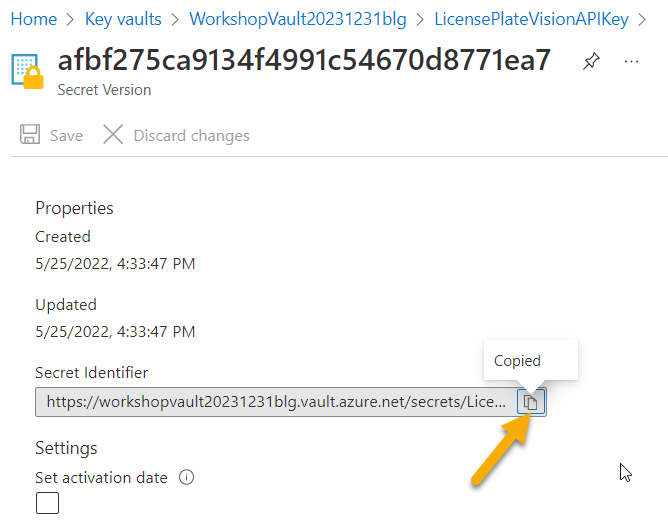 Home > Key vaults > WorkshopVault20231231blg > LicensePlateVisionAPIKey >
afbf275ca9134f4991c54670d8771ea7
Secret Version
Save Discard changes
Properties
Created
5/25/2022, 4:33:47 PM
Updated
5/25/2022, 4:33:47 PM
Secret Identifier
Copied
https://workshopvault20231231blg.vault.azure.net/secrets/Lice...
Settings
Set activation date